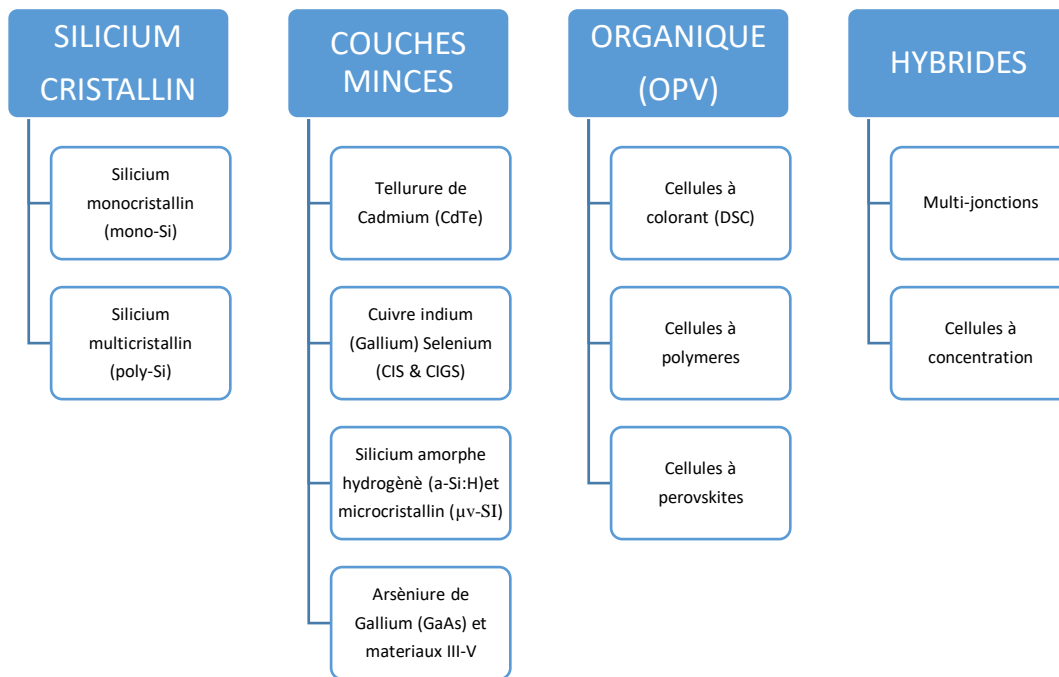 SILICIUM
CRISTALLIN
Silicium
monocristallin
(mono-Si)
Silicium
multicristallin
(poly-Si)
COUCHES
MINCES
Tellurure de
Cadmium (CdTe)
Cuivre indium
(Gallium) Selenium
(CIS & CIGS)
Silicium amorphe
hydrogènè (a-Si:H)et
microcristallin (μv-SI)
Arsèniure de
Gallium (GaAs) et
materiaux III-V
ORGANIQUE
(OPV)
Cellules à
colorant (DSC)
Cellules à
polymeres
Cellules à
perovskites
HYBRIDES
Multi-jonctions
Cellules à
concentration